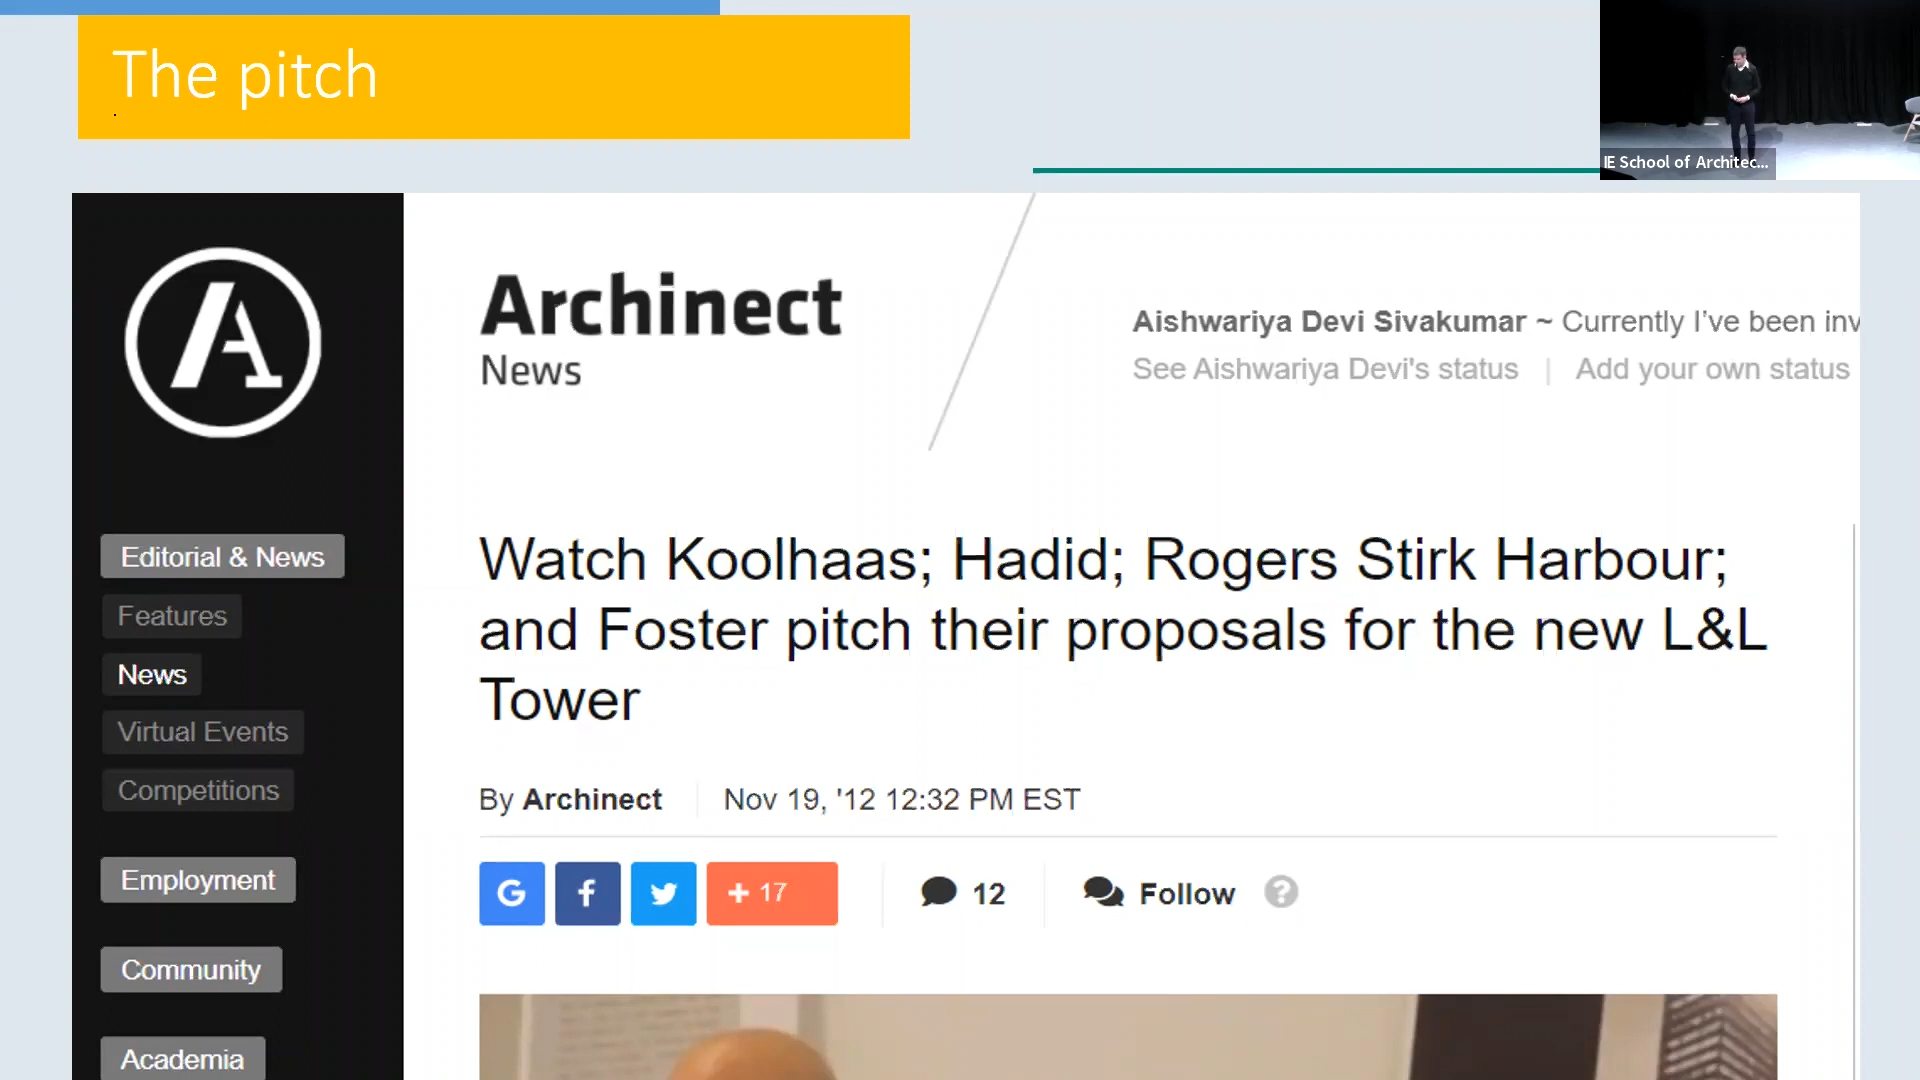 The pitch
.
IE School of Architec...
A
Archinect
News
Aishwariya Devi Sivakumar ~ Currently I've been inv
See Aishwariya Devi's status | Add your own status
Editorial & News
Features
News
Virtual Events
Competitions
Employment
Community
Academia
Watch Koolhaas; Hadid; Rogers Stirk Harbour;
and Foster pitch their proposals for the new L&L
Tower
By Archinect Nov 19, '12 12:32 PM EST
G f + 17 12 Follow ?